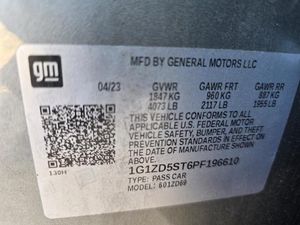 gm
MFD BY GENERAL MOTORS LLC
04/23 GVWR GAWR FRT GAWR RR
1847 KG 960 KG 887 KG
4073 LB 2117 LB 1955 LB
THIS VEHICLE CONFORMS TO ALL
APPLICABLE U.S. FEDERAL MOTOR
VEHICLE SAFETY, BUMPER, AND THEFT
PREVENTION STANDARDS IN EFFECT ON
THE DATE OF MANUFACTURE SHOWN
ABOVE.
1G1ZD5ST6PF196610
TYPE: PASS CAR
MODEL: 601ZD69
130H